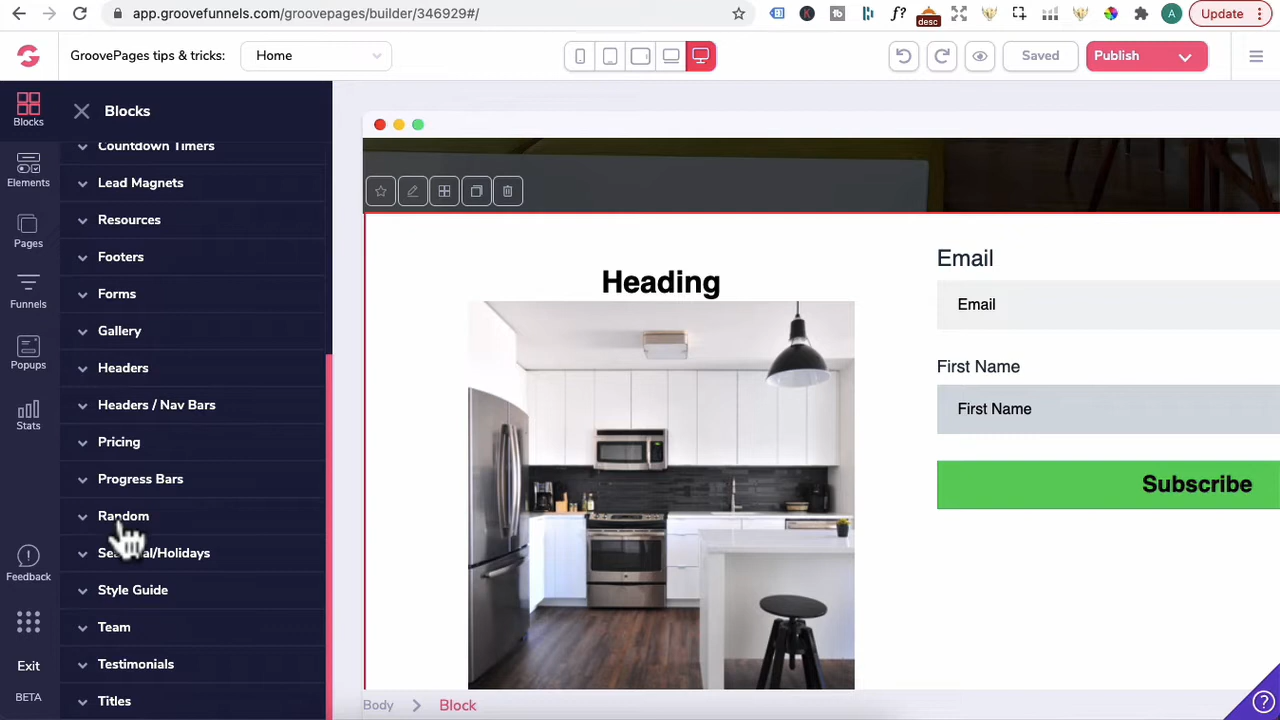 app.groovefunnels.com/groovepages/builder/346929#/
desc
A
Update
GroovePages tips & tricks:
Home
Saved
Publish
Blocks
Elements
Pages
Funnels
Popups
Stats
Feedback
Exit
BETA
Blocks
Countdown Timers
Lead Magnets
Resources
Footers
Forms
Gallery
Headers
Headers / Nav Bars
Pricing
Progress Bars
Random
/Holidays
Style Guide
Team
Testimonials
Titles
Heading
Email
Email
First Name
First Name
Subscribe
Body
Block